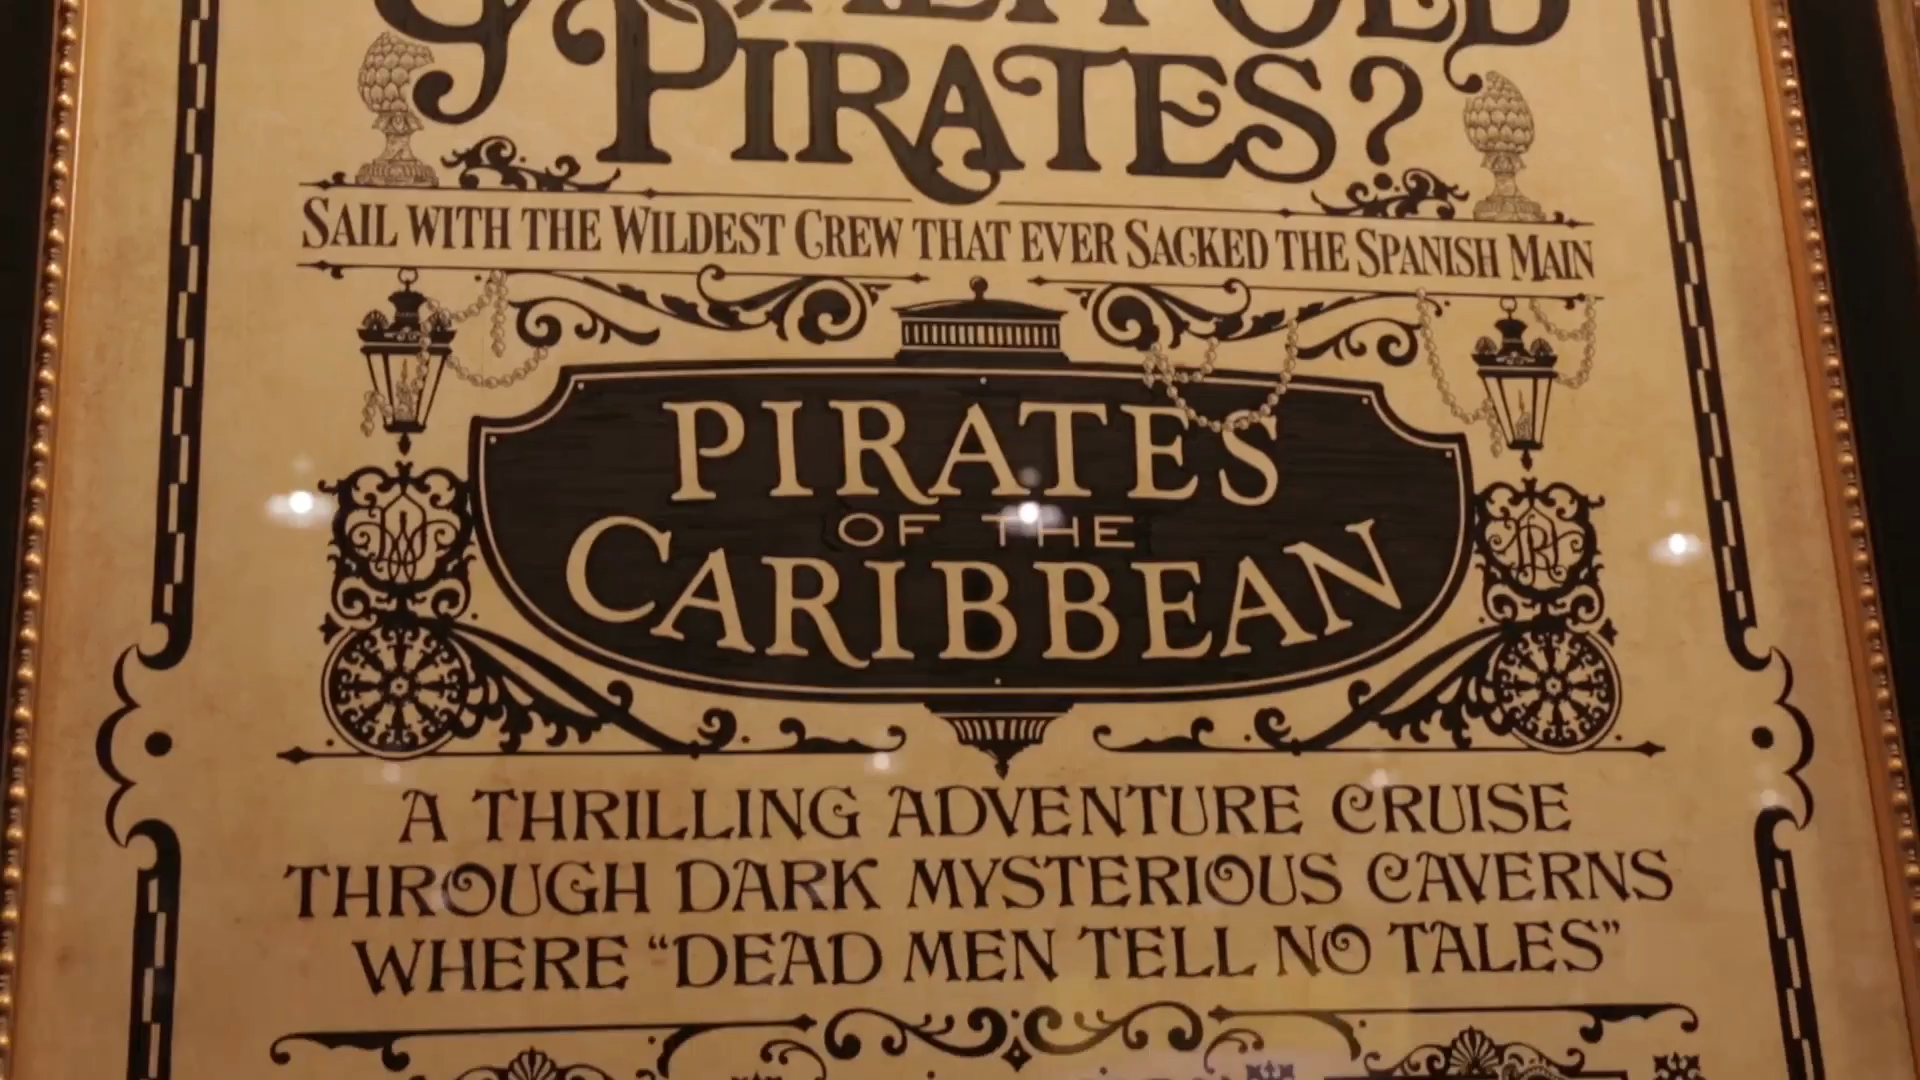 PIRATES?
SAIL WITH THE WILDEST CREW THAT EVER SACKED THE SPANISH MAIN
PIRATES
OF THE
CARIBBEAN
A THRILLING ADVENTURE CRUISE
THROUGH DARK MYSTERIOUS CAVERNS
WHERE “DEAD MEN TELL NO TALES”